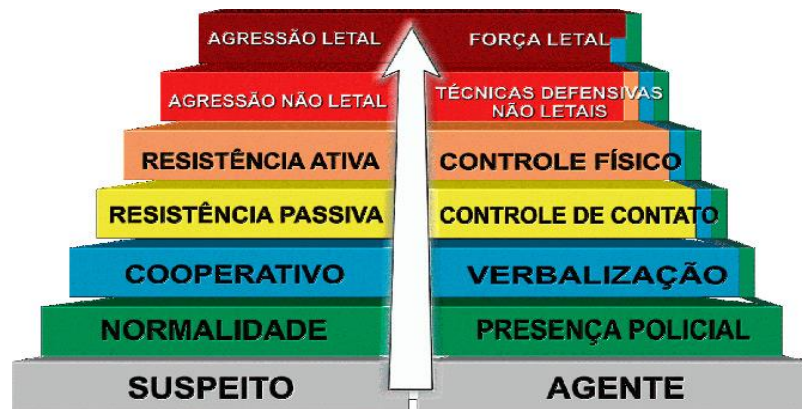 AGRESSÃO LETAL FORÇA LETAL
AGRESSÃO NÃO LETAL TÉCNICAS DEFENSIVAS
NÃO LETAIS
RESISTÊNCIA ATIVA CONTROLE FÍSICO
RESISTÊNCIA PASSIVA CONTROLE DE CONTATO
COOPERATIVO VERBALIZAÇÃO
NORMALIDADE PRESENÇA POLICIAL
SUSPEITO AGENTE